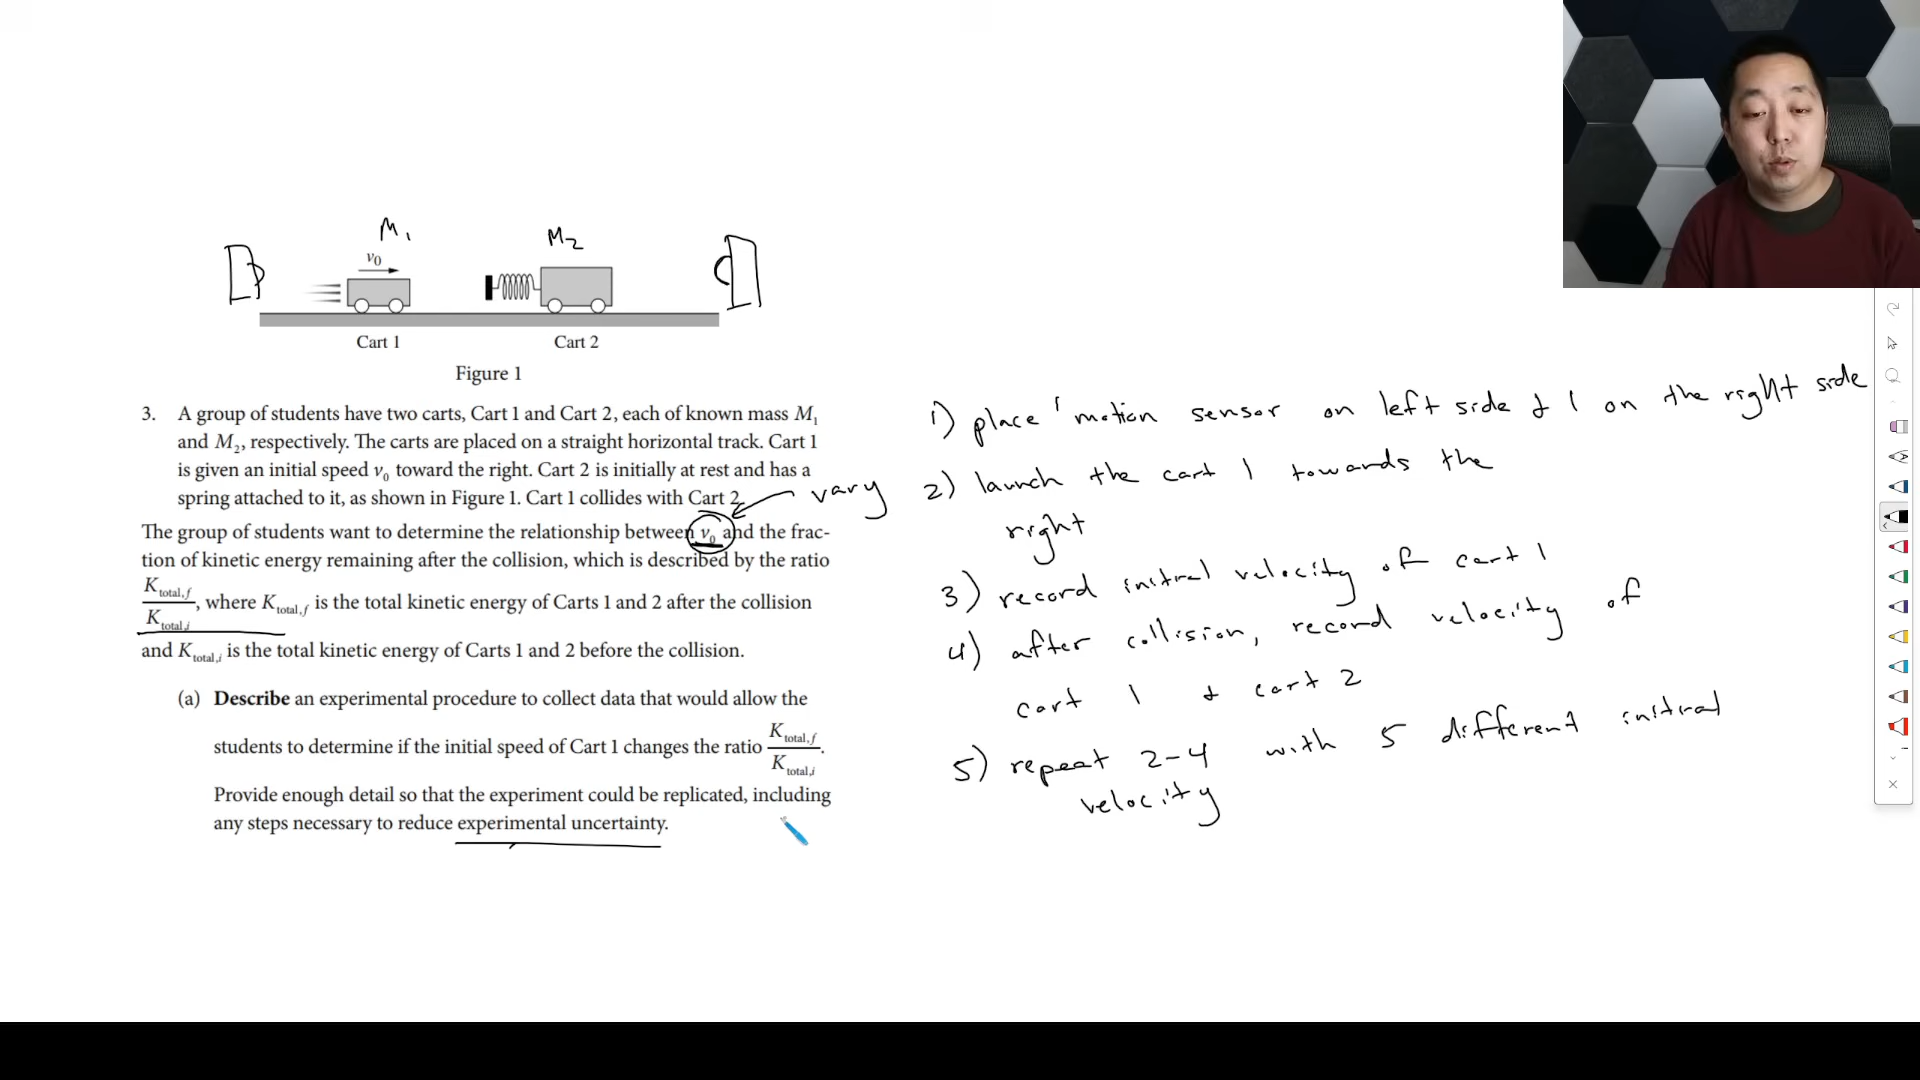 M₁
M₂
v₀
Cart 1
Cart 2
Figure 1
3. A group of students have two carts, Cart 1 and Cart 2, each of known mass M₁
and M₂, respectively. The carts are placed on a straight horizontal track. Cart 1
is given an initial speed v₀ toward the right. Cart 2 is initially at rest and has a
spring attached to it, as shown in Figure 1. Cart 1 collides with Cart 2.
vary
The group of students want to determine the relationship between v₀ and the frac-
tion of kinetic energy remaining after the collision, which is described by the ratio
K total,f / K total,i, where K total,f is the total kinetic energy of Carts 1 and 2 after the collision
and K total,i is the total kinetic energy of Carts 1 and 2 before the collision.
(a) Describe an experimental procedure to collect data that would allow the
students to determine if the initial speed of Cart 1 changes the ratio K total,f / K total,i.
Provide enough detail so that the experiment could be replicated, including
any steps necessary to reduce experimental uncertainty.
1) place 1 motion sensor on left side & 1 on the right side
2) launch the cart 1 towards the
right
3) record initial velocity of cart 1
4) after collision, record velocity of
cart 1 & cart 2
5) repeat 2-4 with 5 different initial
velocity